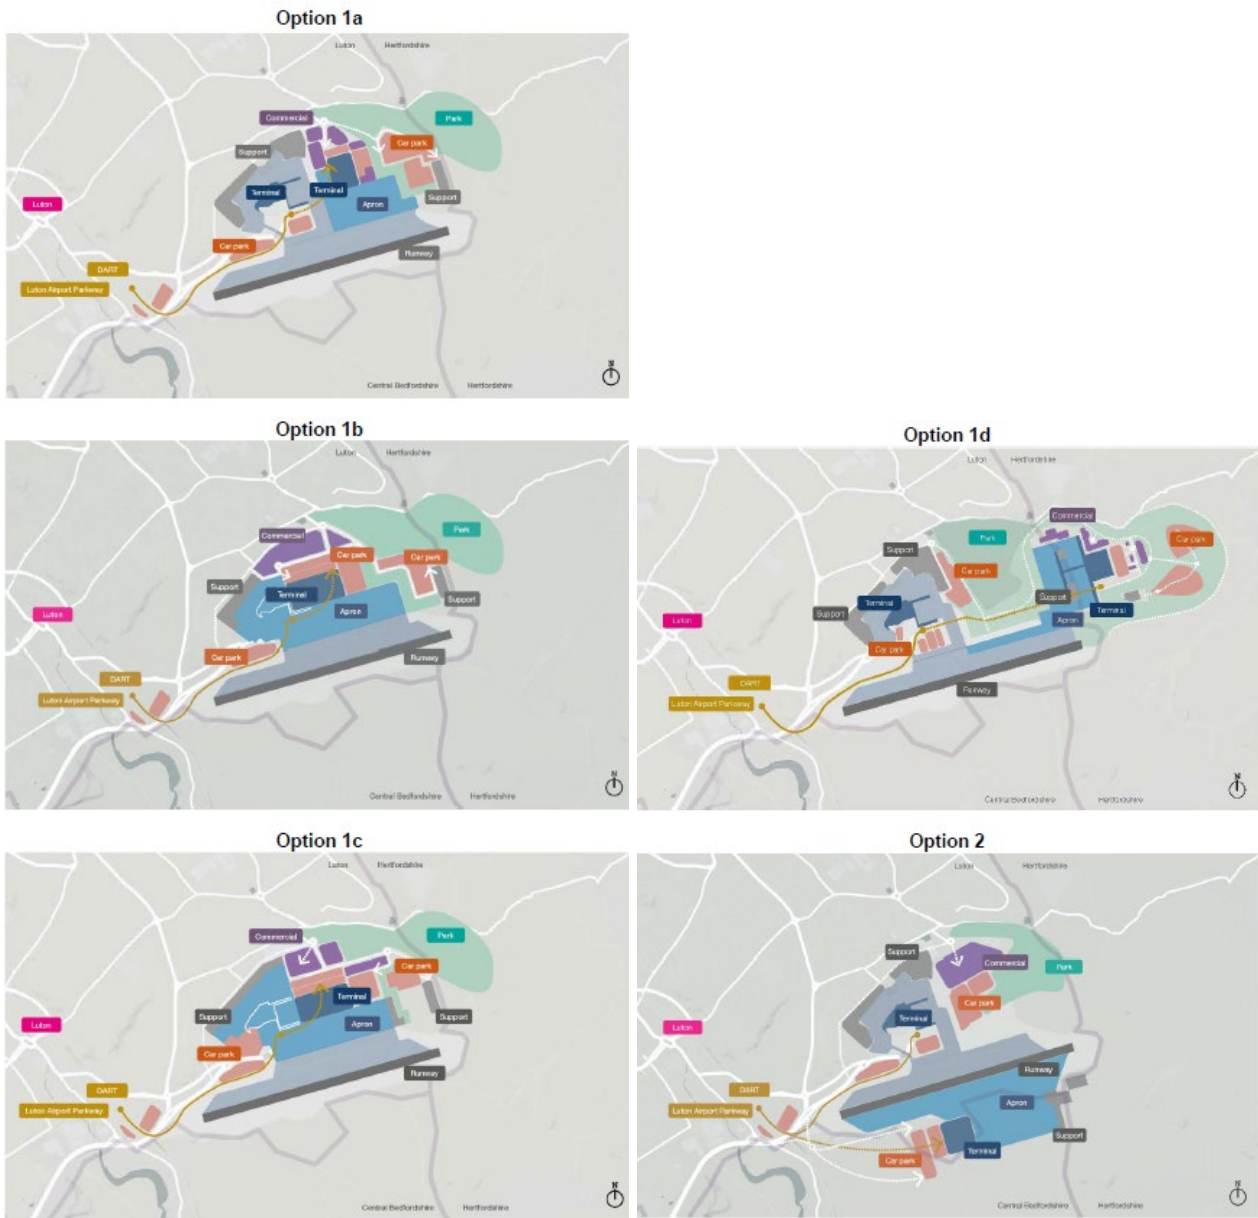 Option 1a
Luton Hertfordshire
Commercial
Park
Car park
Support
Terminal
Terminal
Support
Apron
Luton
Car park
Runway
DART
Luton Airport Parkway
N
Central Bedfordshire Hertfordshire
Option 1b
Luton Hertfordshire
Commercial
Park
Car park
Car park
Support
Terminal
Support
Apron
Luton
Car park
Runway
DART
Luton Airport Parkway
N
Central Bedfordshire Hertfordshire
Option 1d
Luton Hertfordshire
Commercial
Park
Car park
Support
Car park
Terminal
Support
Support
Terminal
Luton
Apron
Car park
Runway
DART
Luton Airport Parkway
N
Central Bedfordshire Hertfordshire
Option 1c
Luton Hertfordshire
Commercial
Park
Car park
Terminal
Support
Support
Apron
Luton
Car park
Runway
DART
Luton Airport Parkway
N
Central Bedfordshire Hertfordshire
Option 2
Luton Hertfordshire
Support
Commercial
Park
Car park
Terminal
Luton
Runway
DART
Apron
Luton Airport Parkway
Support
Terminal
Car park
N
Central Bedfordshire Hertfordshire